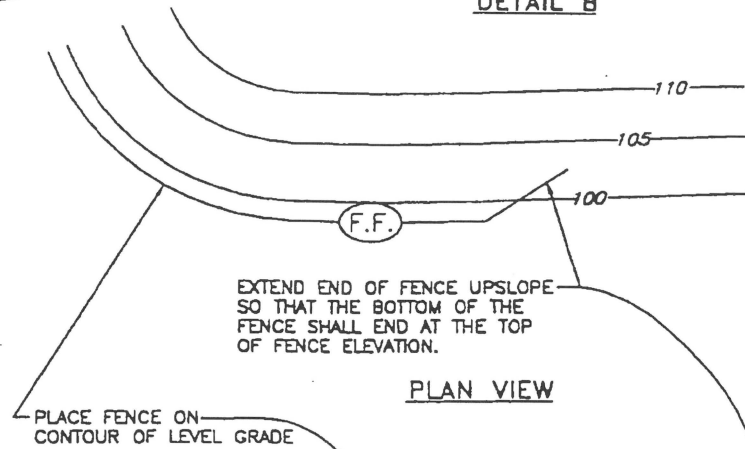 DETAIL B
110
105
100
F.F.
EXTEND END OF FENCE UPSLOPE
SO THAT THE BOTTOM OF THE
FENCE SHALL END AT THE TOP
OF FENCE ELEVATION.
PLAN VIEW
PLACE FENCE ON
CONTOUR OF LEVEL GRADE